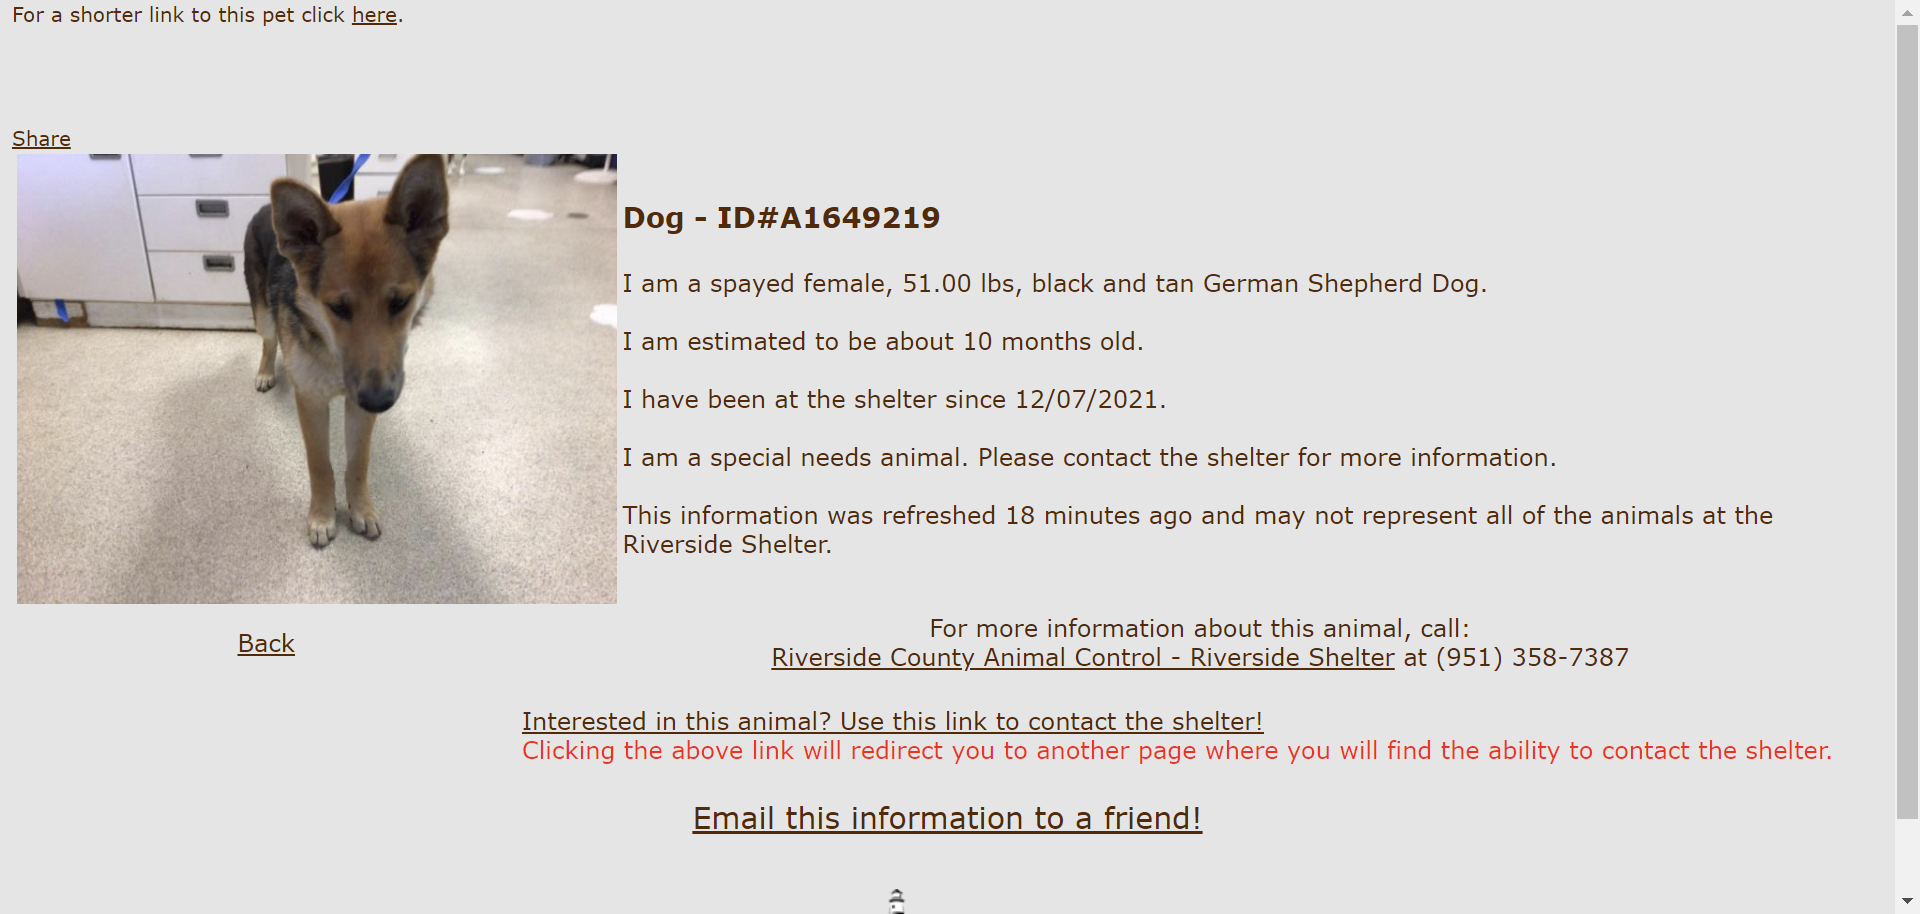 For a shorter link to this pet click here.
Share
Dog - ID#A1649219
I am a spayed female, 51.00 lbs, black and tan German Shepherd Dog.
I am estimated to be about 10 months old.
I have been at the shelter since 12/07/2021.
I am a special needs animal. Please contact the shelter for more information.
This information was refreshed 18 minutes ago and may not represent all of the animals at the
Riverside Shelter.
Back
For more information about this animal, call:
Riverside County Animal Control - Riverside Shelter at (951) 358-7387
Interested in this animal? Use this link to contact the shelter!
Clicking the above link will redirect you to another page where you will find the ability to contact the shelter.
Email this information to a friend!